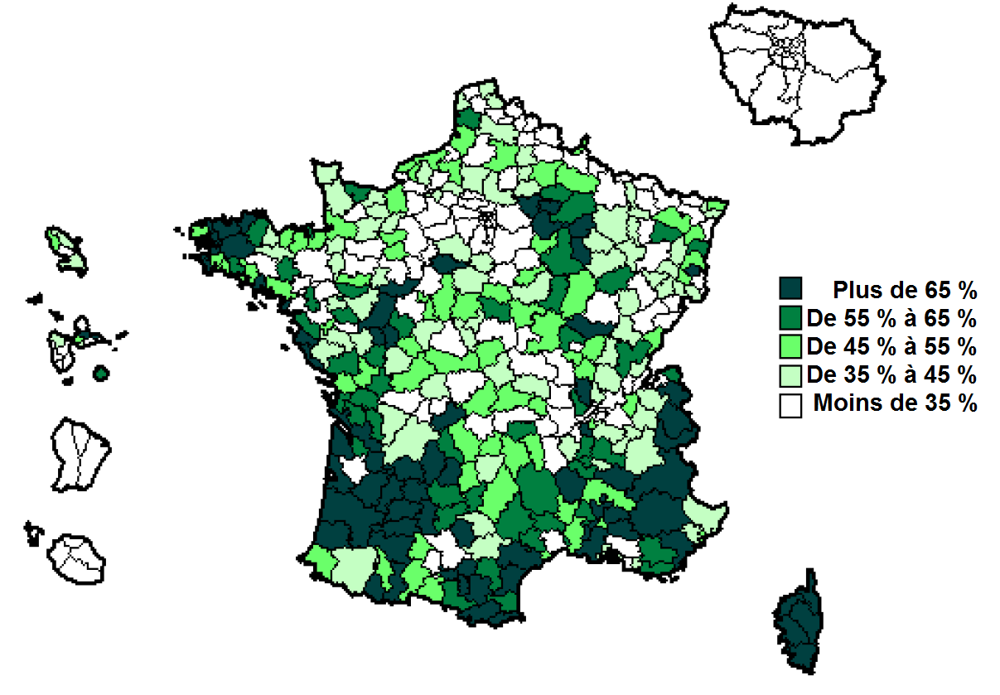 Plus de 65 %
De 55 % à 65 %
De 45 % à 55 %
De 35 % à 45 %
Moins de 35 %